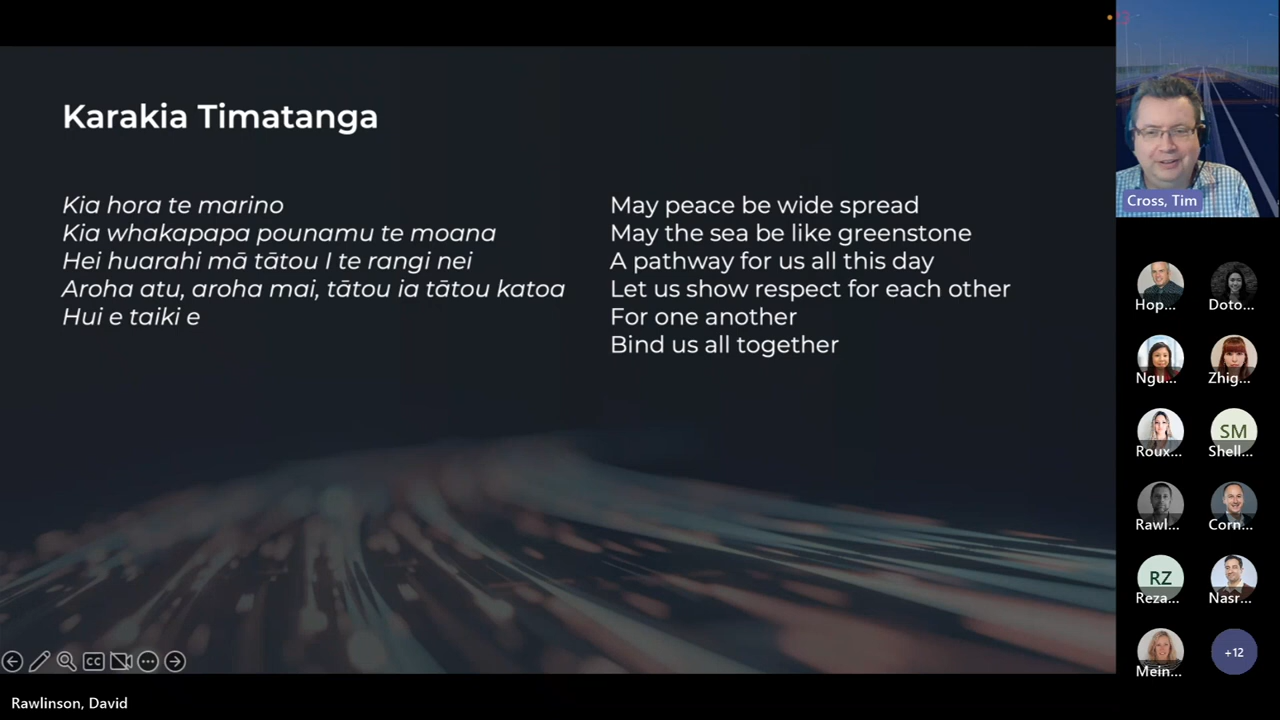 Karakia Timatanga
Kia hora te marino
Kia whakapapa pounamu te moana
Hei huarahi mā tātou I te rangi nei
Aroha atu, aroha mai, tātou ia tātou katoa
Hui e taiki e
May peace be wide spread
May the sea be like greenstone
A pathway for us all this day
Let us show respect for each other
For one another
Bind us all together
CC
Rawlinson, David
Cross, Tim
Hop...
Doto...
Ngu...
Zhig...
Roux...
SM
Shell...
Rawl...
Corn...
RZ
Reza...
Nasr...
Mein...
+12